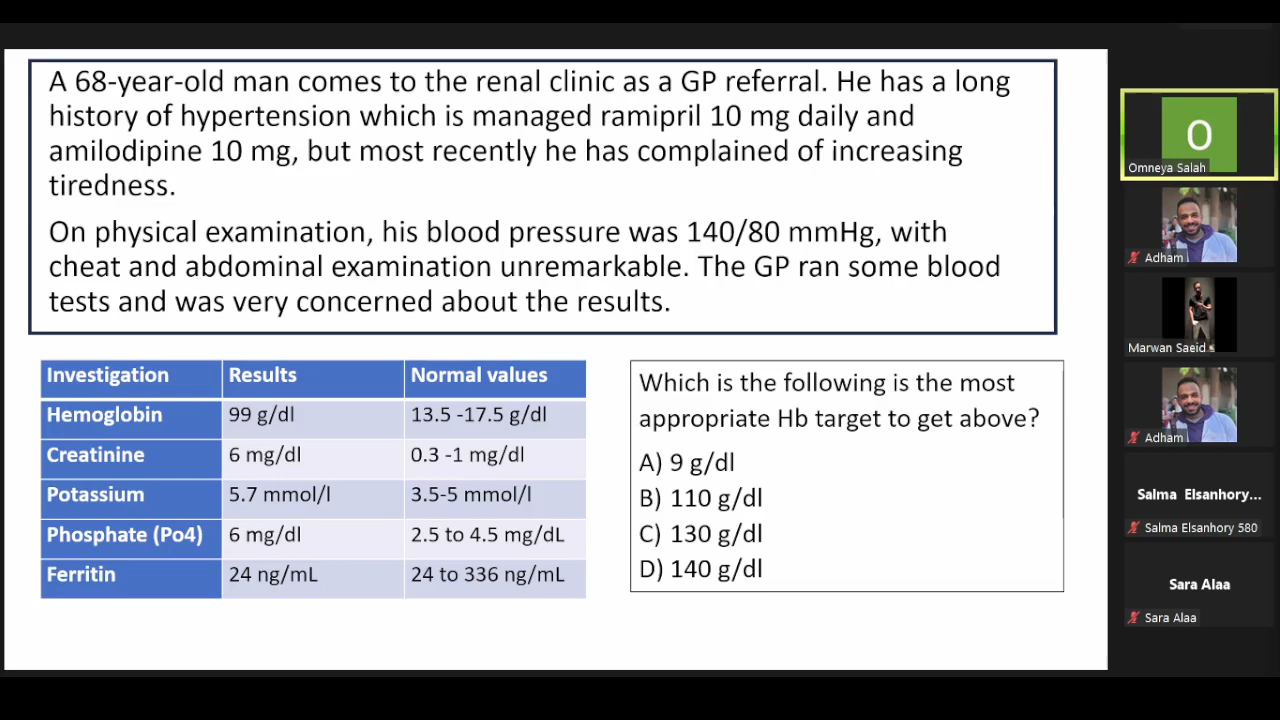 A 68-year-old man comes to the renal clinic as a GP referral. He has a long
history of hypertension which is managed ramipril 10 mg daily and
amilodipine 10 mg, but most recently he has complained of increasing
tiredness.
On physical examination, his blood pressure was 140/80 mmHg, with
cheat and abdominal examination unremarkable. The GP ran some blood
tests and was very concerned about the results.
Investigation Results Normal values
Hemoglobin 99 g/dl 13.5 -17.5 g/dl
Creatinine 6 mg/dl 0.3 -1 mg/dl
Potassium 5.7 mmol/l 3.5-5 mmol/l
Phosphate (Po4) 6 mg/dl 2.5 to 4.5 mg/dL
Ferritin 24 ng/mL 24 to 336 ng/mL
Which is the following is the most
appropriate Hb target to get above?
A) 9 g/dl
B) 110 g/dl
C) 130 g/dl
D) 140 g/dl
O
Omneya Salah
Adham
Marwan Saeid
Adham
Salma Elsanhory...
Salma Elsanhory 580
Sara Alaa
Sara Alaa